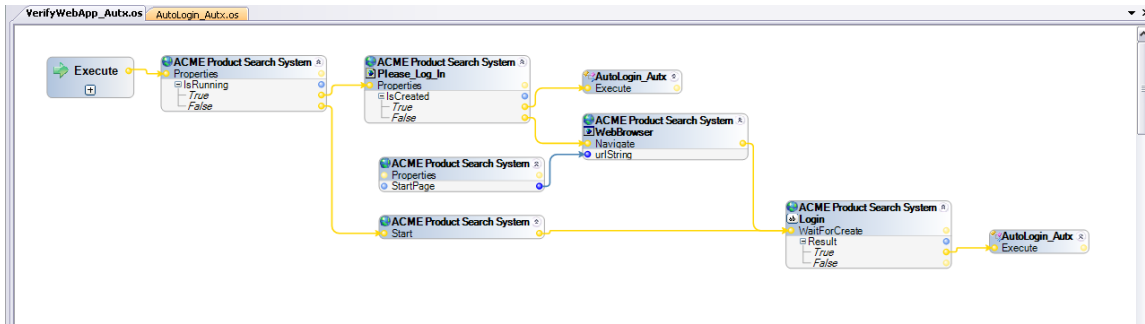 VerifyWebApp_Autx.os
AutoLogin_Autx.os
Execute
ACME Product Search System
Properties
IsRunning
True
False
ACME Product Search System
Please_Log_In
Properties
IsCreated
True
False
AutoLogin_Autx
Execute
ACME Product Search System
WebBrowser
Navigate
urlString
ACME Product Search System
Properties
StartPage
ACME Product Search System
Start
ACME Product Search System
Login
WaitForCreate
Result
True
False
AutoLogin_Autx
Execute